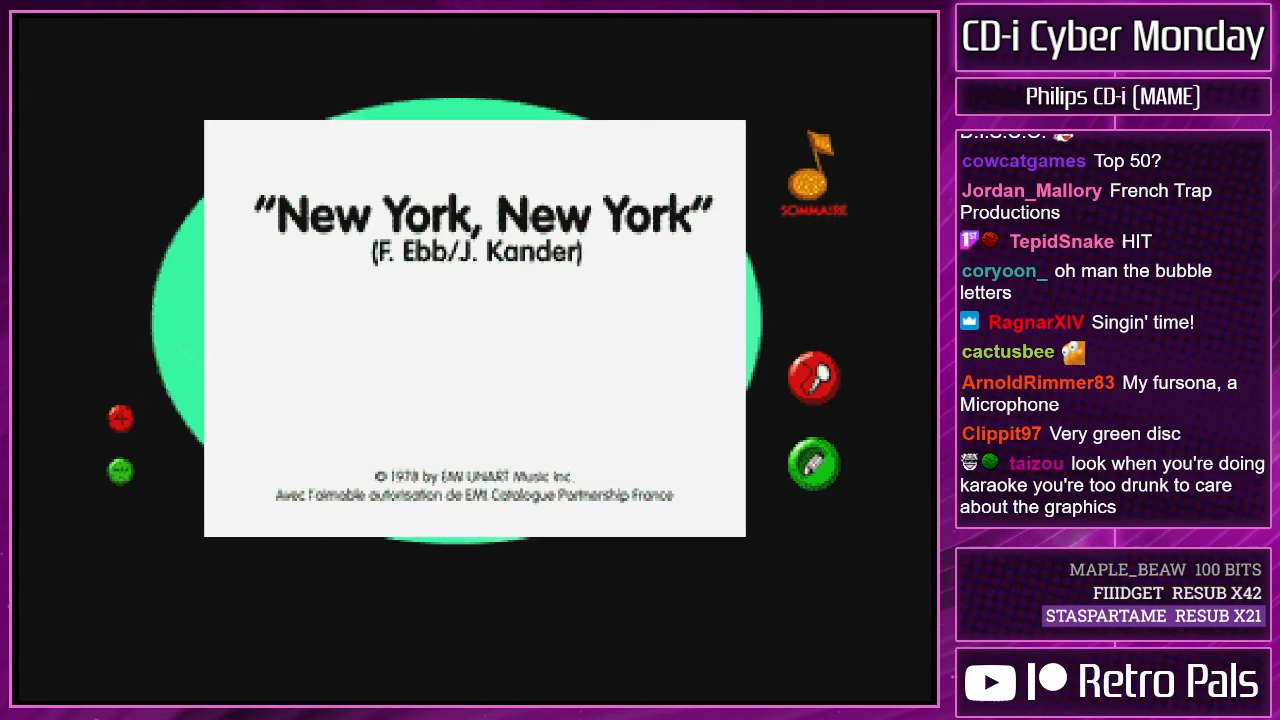 "New York, New York"
(F. Ebb/J. Kander)
© 1978 by EMI UNART Music Inc.
Avec l'aimable autorisation de EMI Catalogue Partnership France
SOMMAIRE
CD-i Cyber Monday
Philips CD-i [MAME]
cowcatgames Top 50?
Jordan_Mallory French Trap
Productions
1ST TepidSnake HIT
coryoon_ oh man the bubble
letters
RagnarXIV Singin' time!
cactusbee
ArnoldRimmer83 My fursona, a
Microphone
Clippit97 Very green disc
taizou look when you're doing
karaoke you're too drunk to care
about the graphics
MAPLE_BEAW 100 BITS
FIIIDGET RESUB X42
STASPARTAME RESUB X21
Retro Pals